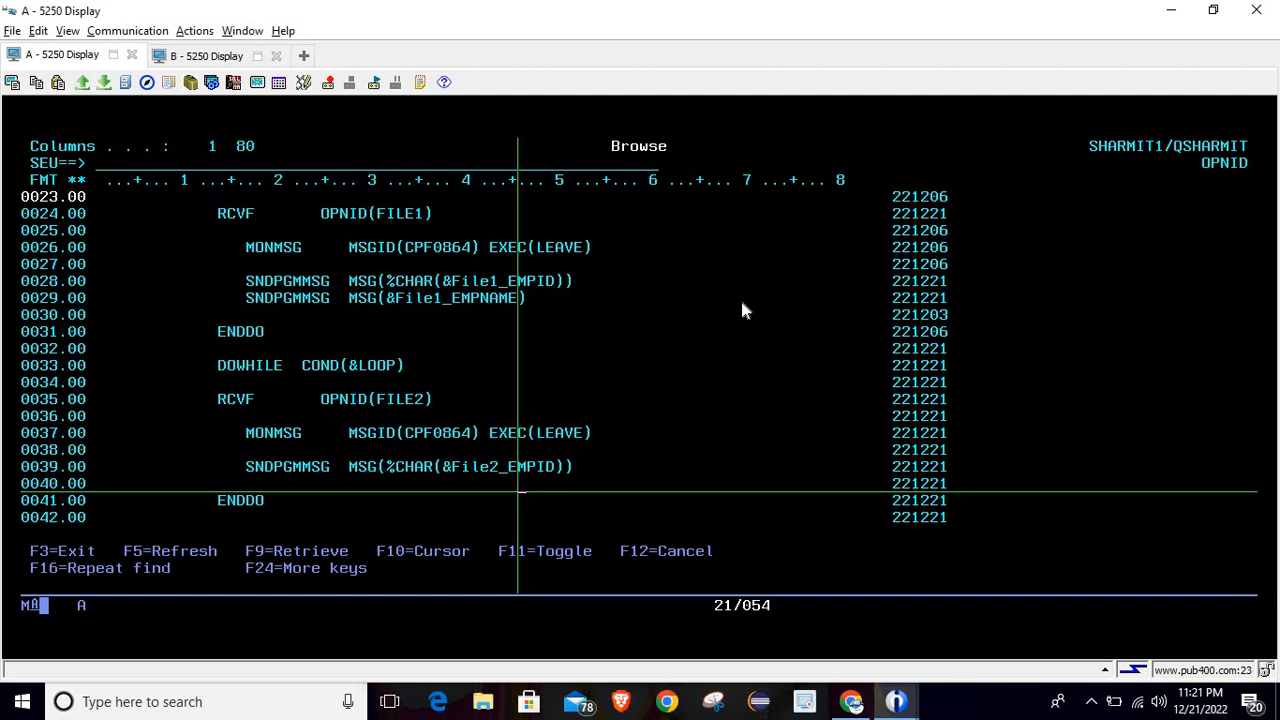 A - 5250 Display
File Edit View Communication Actions Window Help
A - 5250 Display B - 5250 Display
Columns . . . : 1 80 Browse SHARMIT1/QSHARMIT
SEU==> OPNID
FMT ** ...+... 1 ...+... 2 ...+... 3 ...+... 4 ...+... 5 ...+... 6 ...+... 7 ...+... 8
0023.00 221206
0024.00 RCVF OPNID(FILE1) 221221
0025.00 221206
0026.00 MONMSG MSGID(CPF0864) EXEC(LEAVE) 221206
0027.00 221206
0028.00 SNDPGMMSG MSG(%CHAR(&File1_EMPID)) 221221
0029.00 SNDPGMMSG MSG(&File1_EMPNAME) 221221
0030.00 221203
0031.00 ENDDO 221206
0032.00 221221
0033.00 DOWHILE COND(&LOOP) 221221
0034.00 221221
0035.00 RCVF OPNID(FILE2) 221221
0036.00 221221
0037.00 MONMSG MSGID(CPF0864) EXEC(LEAVE) 221221
0038.00 221221
0039.00 SNDPGMMSG MSG(%CHAR(&File2_EMPID)) 221221
0040.00 221221
0041.00 ENDDO 221221
0042.00 221221
F3=Exit F5=Refresh F9=Retrieve F10=Cursor F11=Toggle F12=Cancel
F16=Repeat find F24=More keys
MA A 21/054
www.pub400.com:23
Type here to search 78 11:21 PM
12/21/2022 20